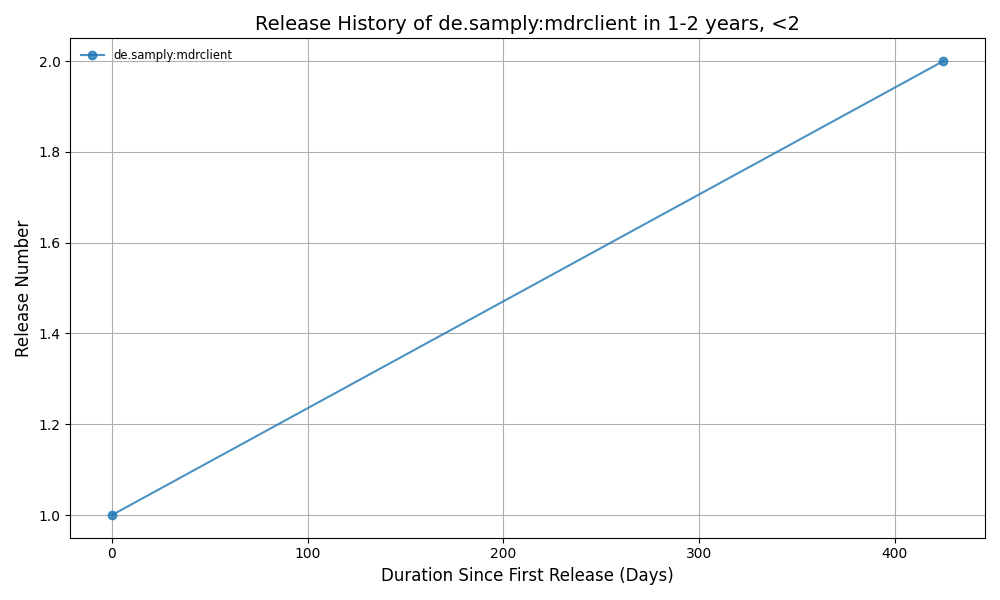 Release History of de.samply:mdrclient in 1-2 years, <2
de.samply:mdrclient
2.0
1.8
1.6
1.4
1.2
1.0
Release Number
0 100 200 300 400
Duration Since First Release (Days)